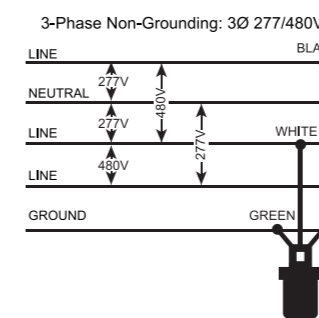 3-Phase Non-Grounding: 3Ø 277/480V
LINE
BLA
277V
NEUTRAL
480V
277V
LINE
WHITE
277V
480V
LINE
GROUND
GREEN